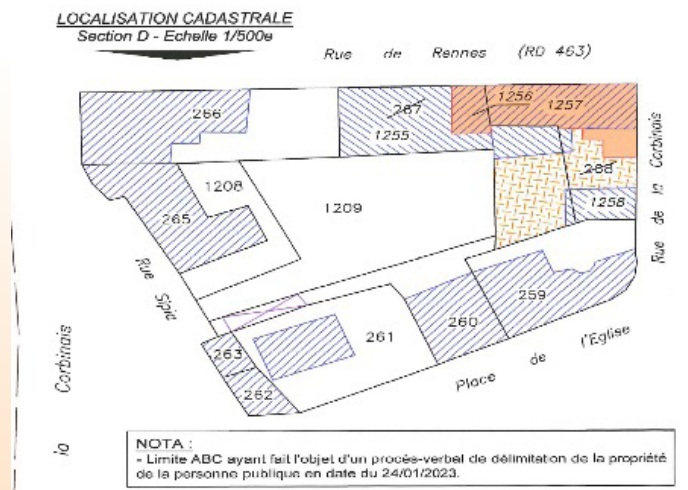 LOCALISATION CADASTRALE
Section D - Echelle 1/500e
Rue de Rennes (RD 463)
266
267
1255
1256
1257
288
1258
1208
1209
265
Rue de la Corbinais
Rue Sipia
259
260
261
263
262
Place de l'Eglise
la Corbinais
NOTA :
- Limite ABC ayant fait l'objet d'un procès-verbal de délimitation de la propriété
de la personne publique en date du 24/01/2023.